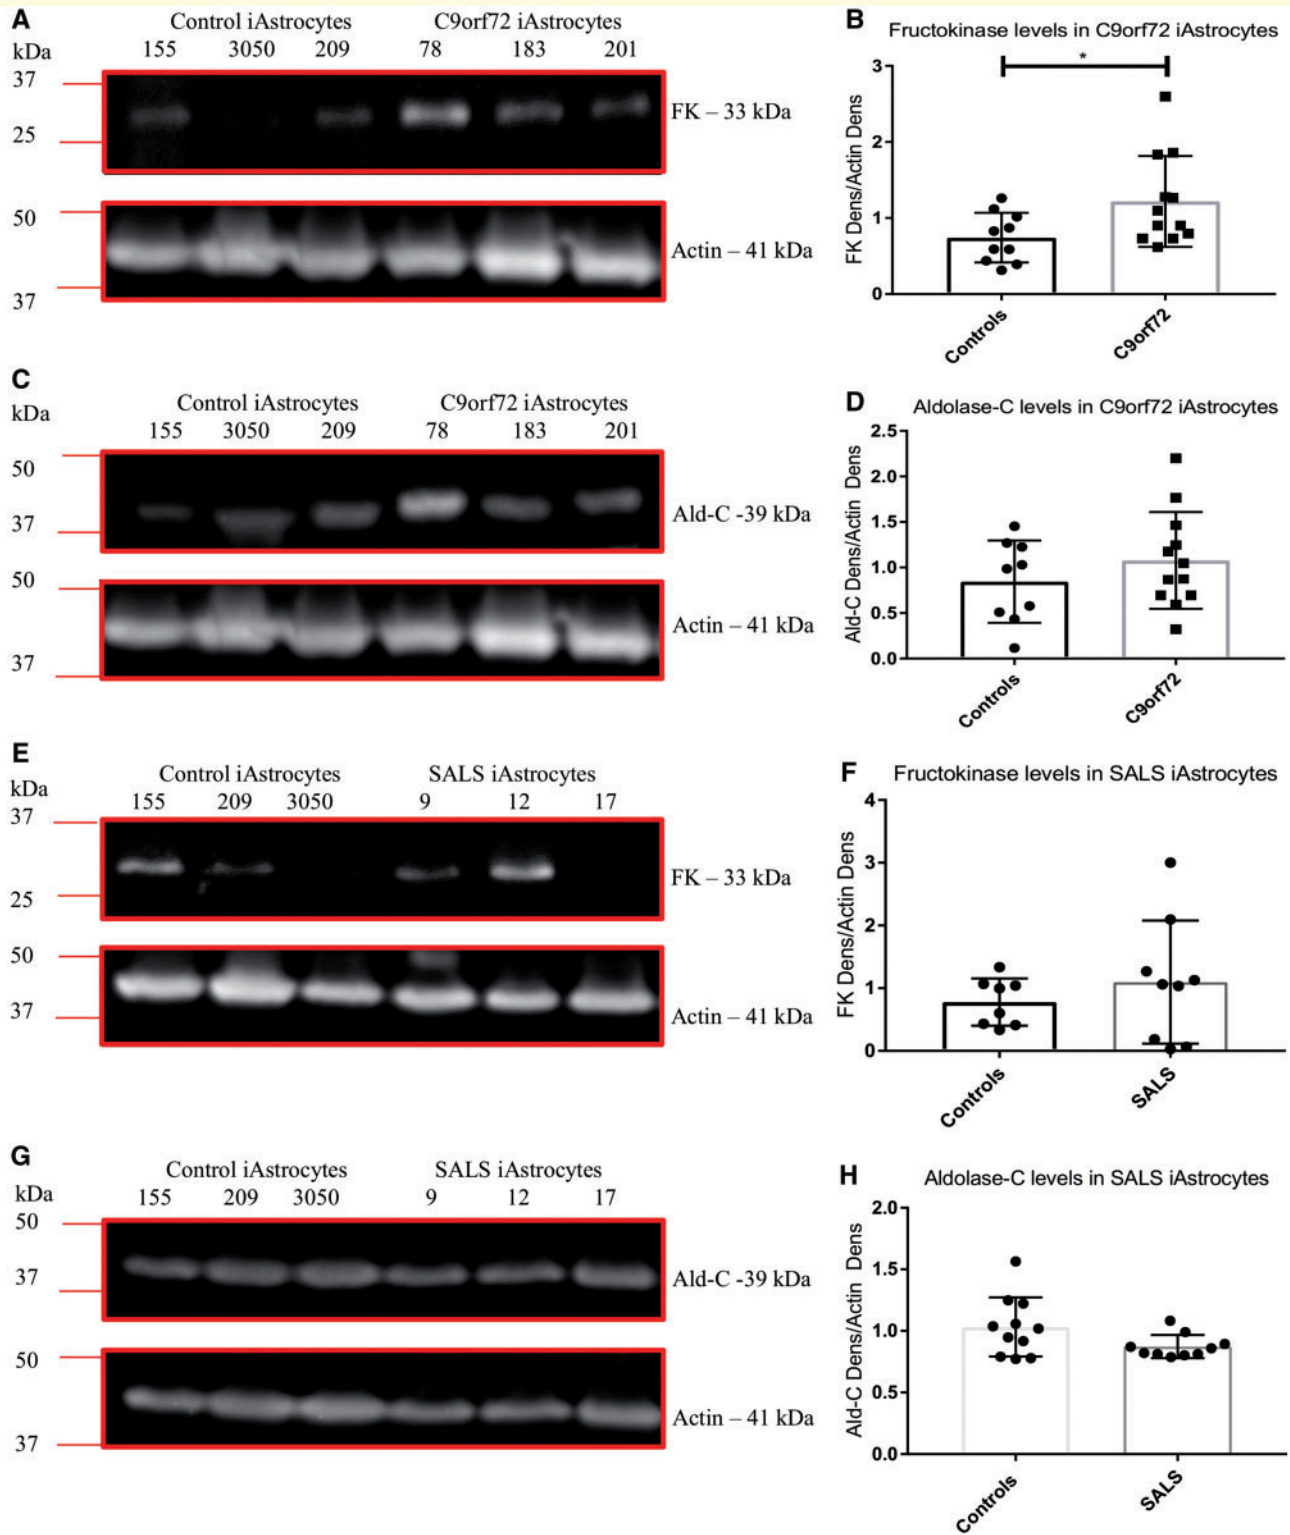 A
Control iAstrocytes C9orf72 iAstrocytes
kDa 155 3050 209 78 183 201
37
25
FK – 33 kDa
50
37
Actin – 41 kDa
B
Fructokinase levels in C9orf72 iAstrocytes
*
3
2
1
0
FK Dens/Actin Dens
Controls
C9orf72
C
Control iAstrocytes C9orf72 iAstrocytes
kDa
155 3050 209 78 183 201
50
37
Ald-C -39 kDa
50
37
Actin – 41 kDa
D
Aldolase-C levels in C9orf72 iAstrocytes
2.5
2.0
1.5
1.0
0.5
0.0
Ald-C Dens/Actin Dens
Controls
C9orf72
E
Control iAstrocytes SALS iAstrocytes
kDa
155 209 3050 9 12 17
37
25
FK – 33 kDa
50
37
Actin – 41 kDa
F
Fructokinase levels in SALS iAstrocytes
4
3
2
1
0
FK Dens/Actin Dens
Controls
SALS
G
Control iAstrocytes SALS iAstrocytes
kDa 155 209 3050 9 12 17
50
37
Ald-C -39 kDa
50
37
Actin – 41 kDa
H
Aldolase-C levels in SALS iAstrocytes
2.0
1.5
1.0
0.5
0.0
Ald-C Dens/Actin Dens
Controls
SALS